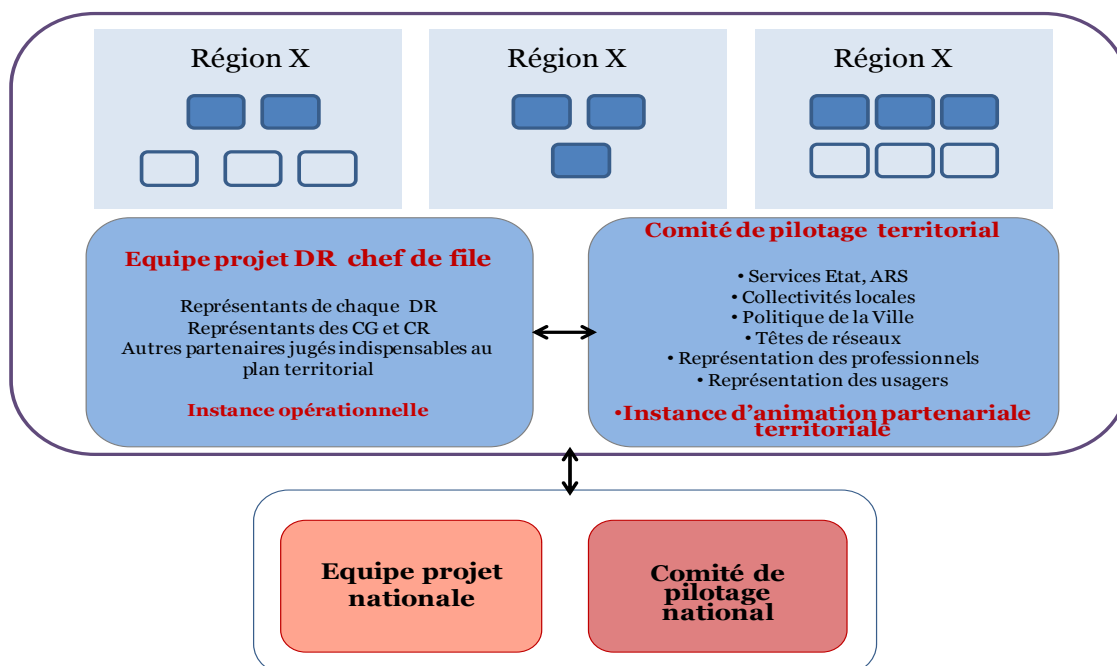 Région X
Région X
Région X
Equipe projet DR chef de file
Représentants de chaque DR
Représentants des CG et CR
Autres partenaires jugés indispensables au
plan territorial
Instance opérationnelle
Comité de pilotage territorial
• Services Etat, ARS
• Collectivités locales
• Politique de la Ville
• Têtes de réseaux
• Représentation des professionnels
• Représentation des usagers
•Instance d’animation partenariale
territoriale
Equipe projet
nationale
Comité de
pilotage
national